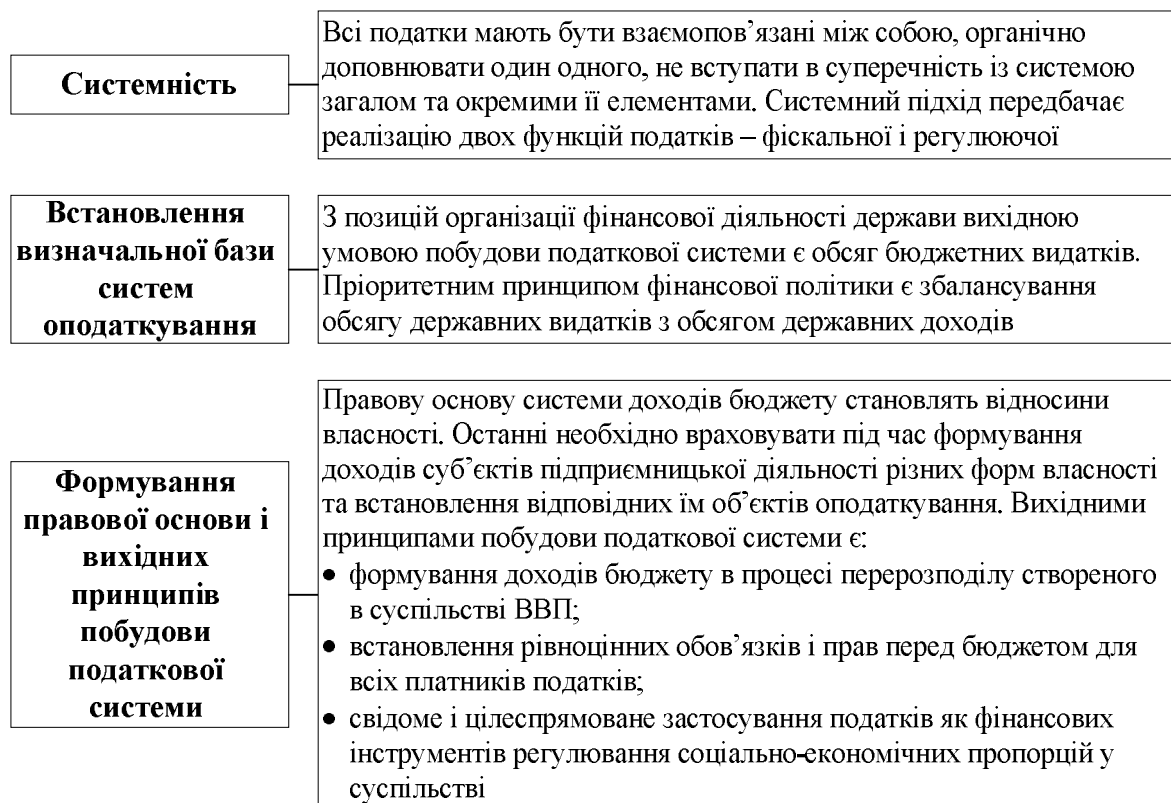 Системність
Всі податки мають бути взаємопов’язані між собою, органічно
доповнювати один одного, не вступати в суперечність із системою
загалом та окремими її елементами. Системний підхід передбачає
реалізацію двох функцій податків – фіскальної і регулюючої
Встановлення
визначальної бази
систем
оподаткування
З позицій організації фінансової діяльності держави вихідною
умовою побудови податкової системи є обсяг бюджетних видатків.
Пріоритетним принципом фінансової політики є збалансування
обсягу державних видатків з обсягом державних доходів
Формування
правової основи і
вихідних
принципів
побудови
податкової
системи
Правову основу системи доходів бюджету становлять відносини
власності. Останні необхідно враховувати під час формування
доходів суб’єктів підприємницької діяльності різних форм власності
та встановлення відповідних їм об’єктів оподаткування. Вихідними
принципами побудови податкової системи є:
• формування доходів бюджету в процесі перерозподілу створеного
в суспільстві ВВП;
• встановлення рівноцінних обов’язків і прав перед бюджетом для
всіх платників податків;
• свідоме і цілеспрямоване застосування податків як фінансових
інструментів регулювання соціально-економічних пропорцій у
суспільстві